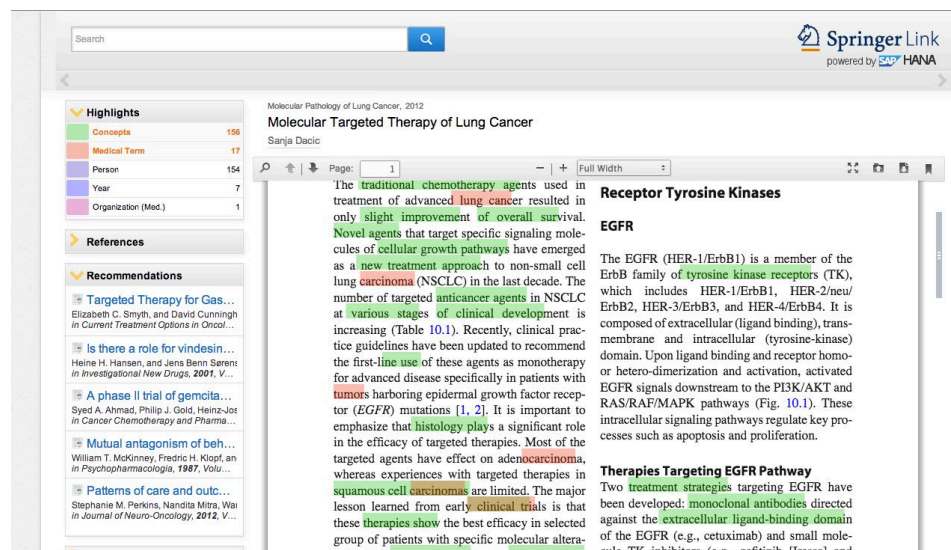 Search
Springer Link
powered by SAP HANA
Highlights
Concepts 156
Medical Term 17
Person 154
Year 7
Organization (Med.) 1
References
Recommendations
Targeted Therapy for Gas...
Elizabeth C. Smyth, and David Cunningh
in Current Treatment Options in Oncol...
Is there a role for vindesin...
Heine H. Hansen, and Jens Benn Sørens
in Investigational New Drugs, 2001, V...
A phase II trial of gemcita...
Syed A. Ahmad, Philip J. Gold, Heinz-Jos
in Cancer Chemotherapy and Pharma...
Mutual antagonism of beh...
William T. McKinney, Fredric H. Klopf, an
in Psychopharmacologia, 1987, Volu...
Patterns of care and outc...
Stephanie M. Perkins, Nandita Mitra, War
in Journal of Neuro-Oncology, 2012, V...
Molecular Pathology of Lung Cancer, 2012
Molecular Targeted Therapy of Lung Cancer
Sanja Dacic
Page: 1
Full Width
The traditional chemotherapy agents used in
treatment of advanced lung cancer resulted in
only slight improvement of overall survival.
Novel agents that target specific signaling mole-
cules of cellular growth pathways have emerged
as a new treatment approach to non-small cell
lung carcinoma (NSCLC) in the last decade. The
number of targeted anticancer agents in NSCLC
at various stages of clinical development is
increasing (Table 10.1). Recently, clinical prac-
tice guidelines have been updated to recommend
the first-line use of these agents as monotherapy
for advanced disease specifically in patients with
tumors harboring epidermal growth factor recep-
tor (EGFR) mutations [1, 2]. It is important to
emphasize that histology plays a significant role
in the efficacy of targeted therapies. Most of the
targeted agents have effect on adenocarcinoma,
whereas experiences with targeted therapies in
squamous cell carcinomas are limited. The major
lesson learned from early clinical trials is that
these therapies show the best efficacy in selected
group of patients with specific molecular altera-
Receptor Tyrosine Kinases
EGFR
The EGFR (HER-1/ErbB1) is a member of the
ErbB family of tyrosine kinase receptors (TK),
which includes HER-1/ErbB1, HER-2/neu/
ErbB2, HER-3/ErbB3, and HER-4/ErbB4. It is
composed of extracellular (ligand binding), trans-
membrane and intracellular (tyrosine-kinase)
domain. Upon ligand binding and receptor homo-
or hetero-dimerization and activation, activated
EGFR signals downstream to the PI3K/AKT and
RAS/RAF/MAPK pathways (Fig. 10.1). These
intracellular signaling pathways regulate key pro-
cesses such as apoptosis and proliferation.
Therapies Targeting EGFR Pathway
Two treatment strategies targeting EGFR have
been developed: monoclonal antibodies directed
against the extracellular ligand-binding domain
of the EGFR (e.g., cetuximab) and small mole-